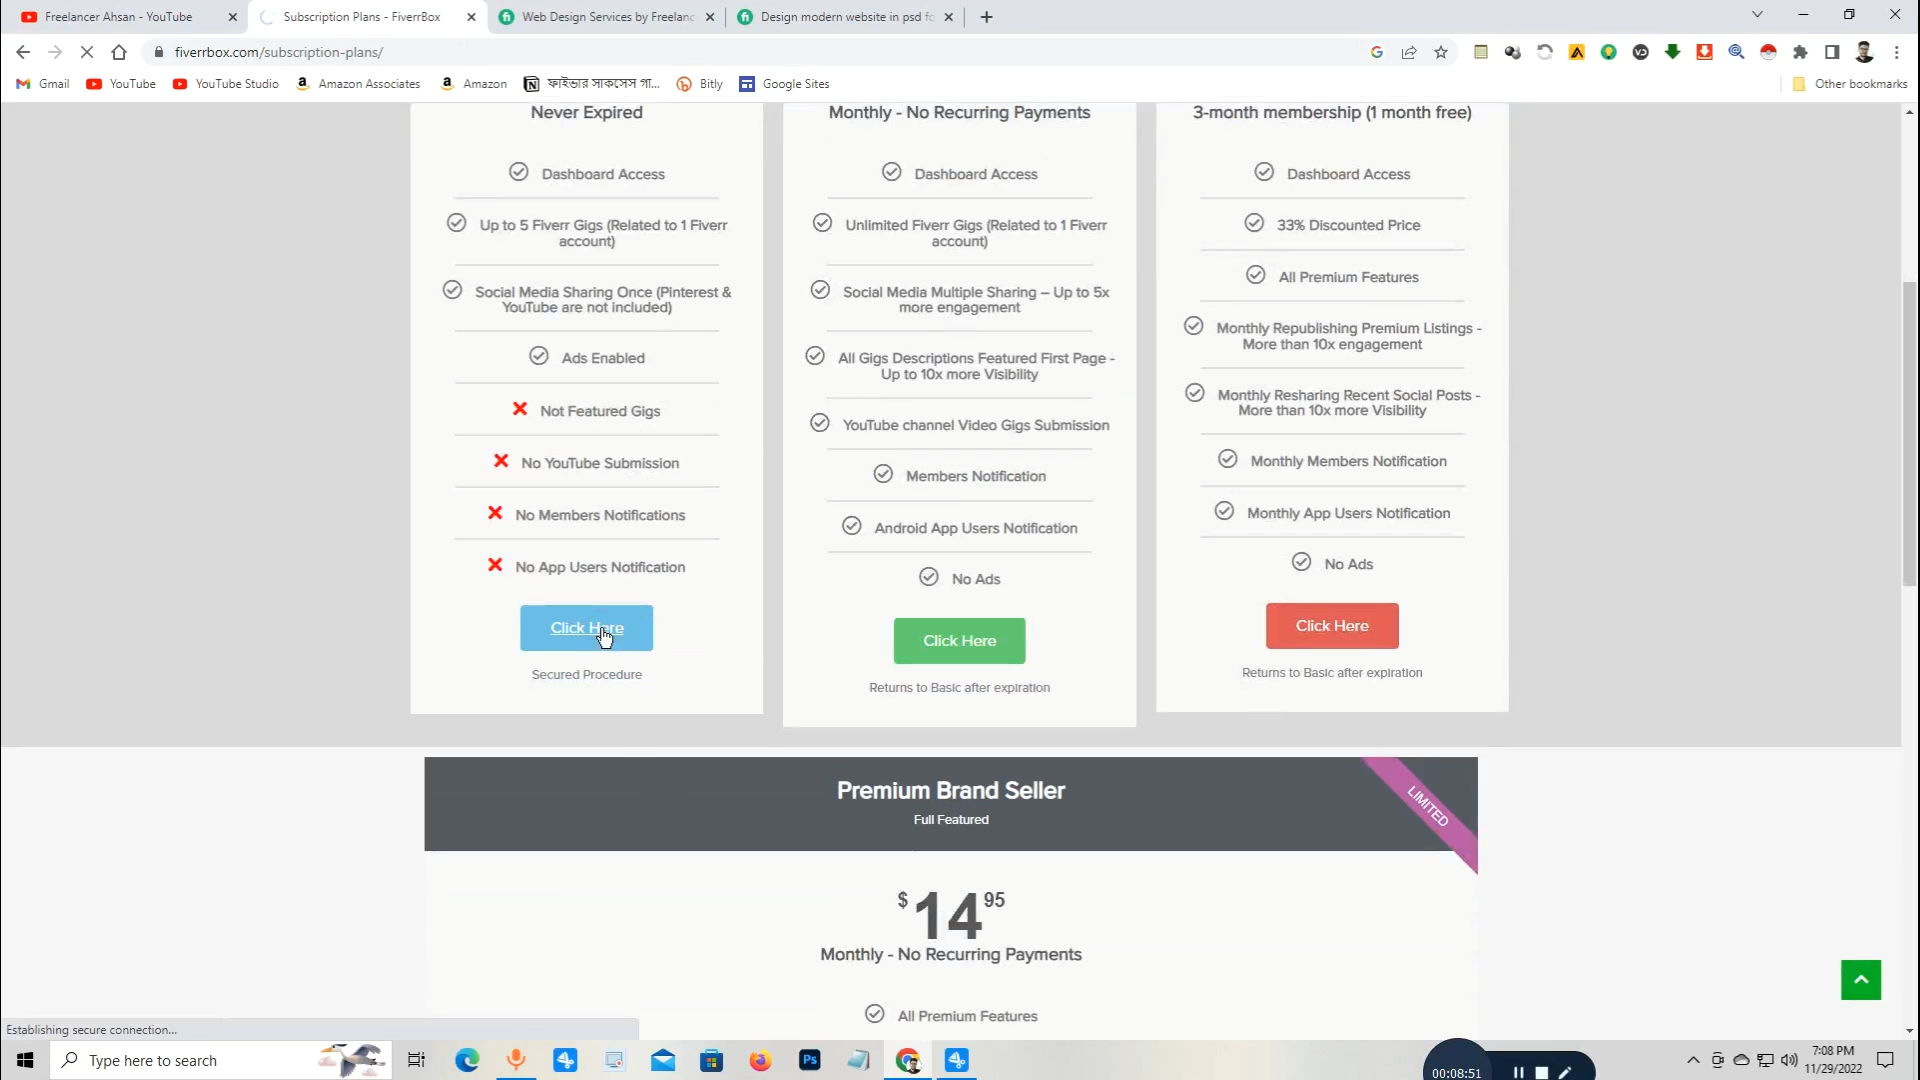 Freelancer Ahsan - YouTube
Subscription Plans - FiverrBox
Web Design Services by Freelanc
Design modern website in psd fo
fiverrbox.com/subscription-plans/
Gmail
YouTube
YouTube Studio
Amazon Associates
Amazon
ফাইভার সাকসেস গা...
Bitly
Google Sites
Other bookmarks
Never Expired
Dashboard Access
Up to 5 Fiverr Gigs (Related to 1 Fiverr
account)
Social Media Sharing Once (Pinterest &
YouTube are not included)
Ads Enabled
Not Featured Gigs
No YouTube Submission
No Members Notifications
No App Users Notification
Click Here
Secured Procedure
Monthly - No Recurring Payments
Dashboard Access
Unlimited Fiverr Gigs (Related to 1 Fiverr
account)
Social Media Multiple Sharing – Up to 5x
more engagement
All Gigs Descriptions Featured First Page -
Up to 10x more Visibility
YouTube channel Video Gigs Submission
Members Notification
Android App Users Notification
No Ads
Click Here
Returns to Basic after expiration
3-month membership (1 month free)
Dashboard Access
33% Discounted Price
All Premium Features
Monthly Republishing Premium Listings -
More than 10x engagement
Monthly Resharing Recent Social Posts -
More than 10x more Visibility
Monthly Members Notification
Monthly App Users Notification
No Ads
Click Here
Returns to Basic after expiration
Premium Brand Seller
Full Featured
LIMITED
$ 14 95
Monthly - No Recurring Payments
All Premium Features
Establishing secure connection...
Type here to search
Ps
00:08:51
7:08 PM
11/29/2022